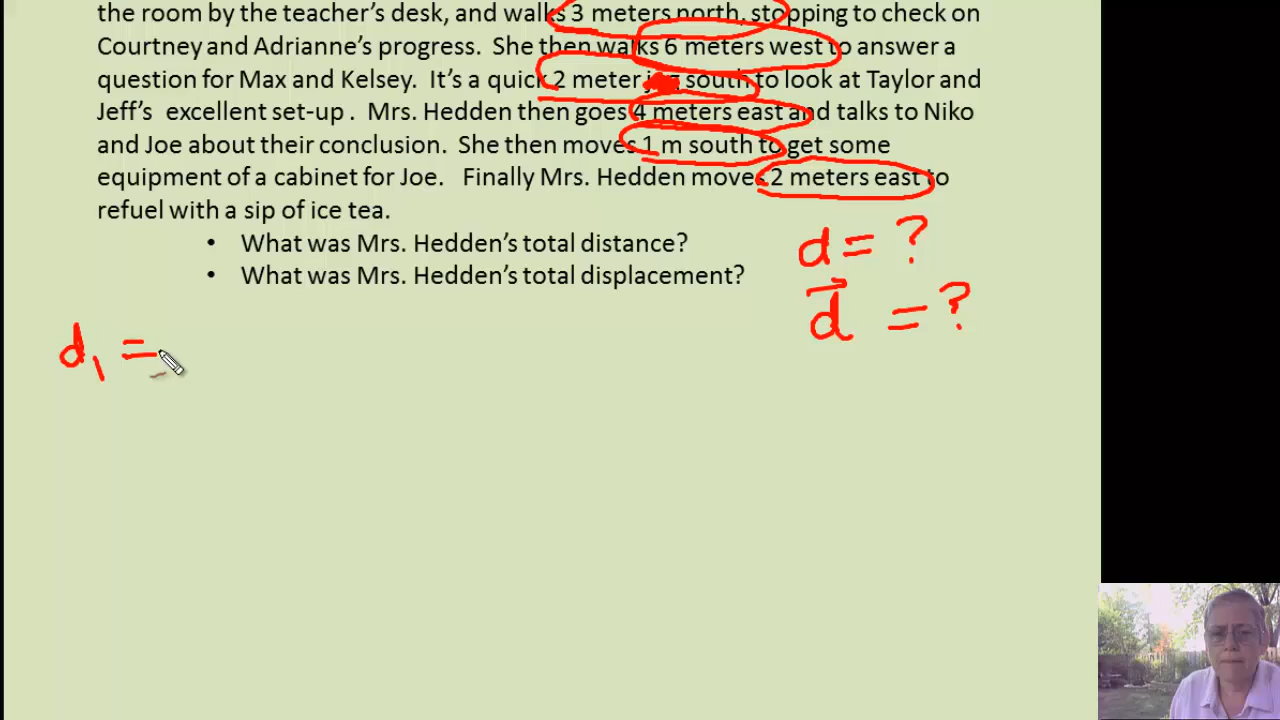 the room by the teacher's desk, and walks 3 meters north, stopping to check on
Courtney and Adrianne's progress. She then walks 6 meters west to answer a
question for Max and Kelsey. It's a quick 2 meter jog south to look at Taylor and
Jeff's excellent set-up . Mrs. Hedden then goes 4 meters east and talks to Niko
and Joe about their conclusion. She then moves 1 m south to get some
equipment of a cabinet for Joe. Finally Mrs. Hedden moves 2 meters east to
refuel with a sip of ice tea.
• What was Mrs. Hedden's total distance?
• What was Mrs. Hedden's total displacement?
d = ?
d⃗ = ?
d₁ =